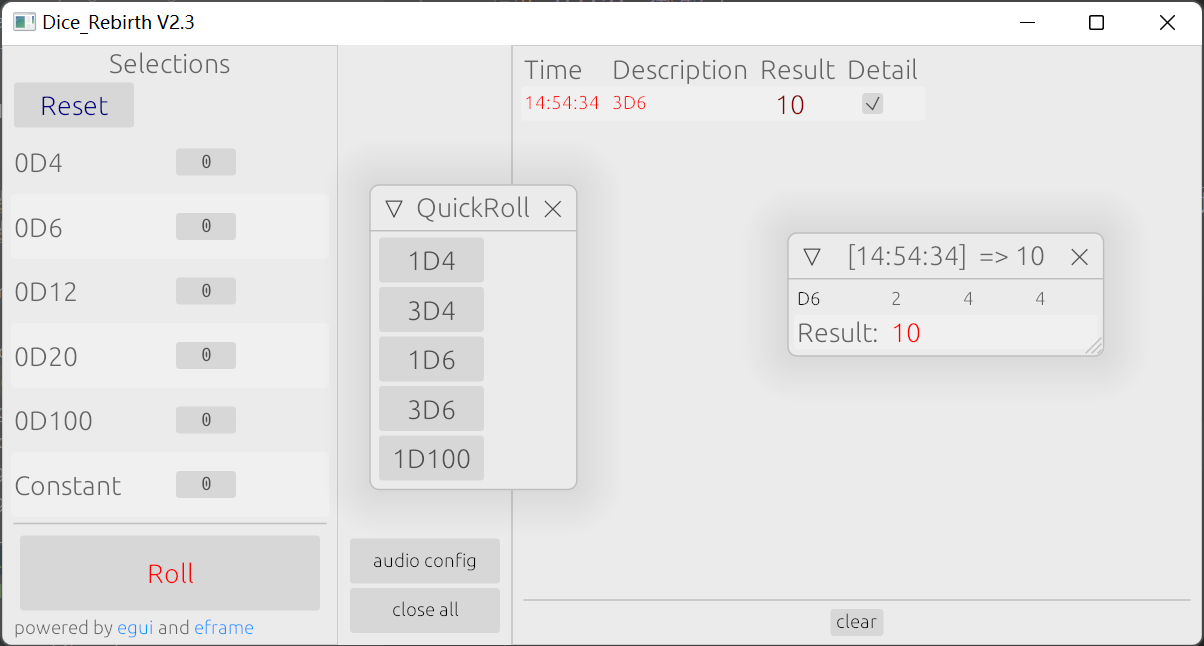 Dice_Rebirth V2.3
Selections
Reset
0D4 0
0D6 0
0D12 0
0D20 0
0D100 0
Constant 0
Roll
powered by egui and eframe
QuickRoll
1D4
3D4
1D6
3D6
1D100
audio config
close all
Time Description Result Detail
14:54:34 3D6 10
[14:54:34] => 10
D6 2 4 4
Result: 10
clear